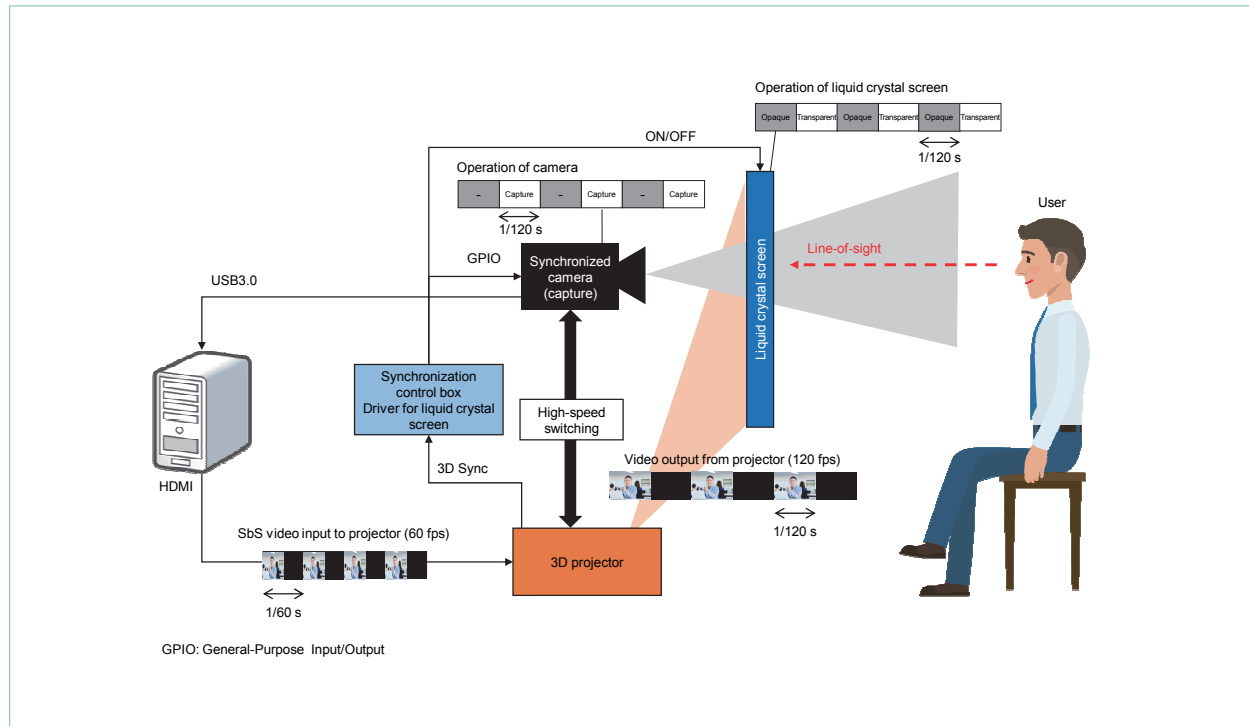 Operation of liquid crystal screen
Opaque
Transparent
Opaque
Transparent
Opaque
Transparent
1/120 s
ON/OFF
Operation of camera
-
Capture
-
Capture
-
Capture
1/120 s
User
Line-of-sight
GPIO
Synchronized
camera
(capture)
Liquid crystal screen
USB3.0
Synchronization
control box
Driver for liquid crystal
screen
High-speed
switching
3D Sync
Video output from projector (120 fps)
1/120 s
HDMI
SbS video input to projector (60 fps)
1/60 s
3D projector
GPIO: General-Purpose Input/Output